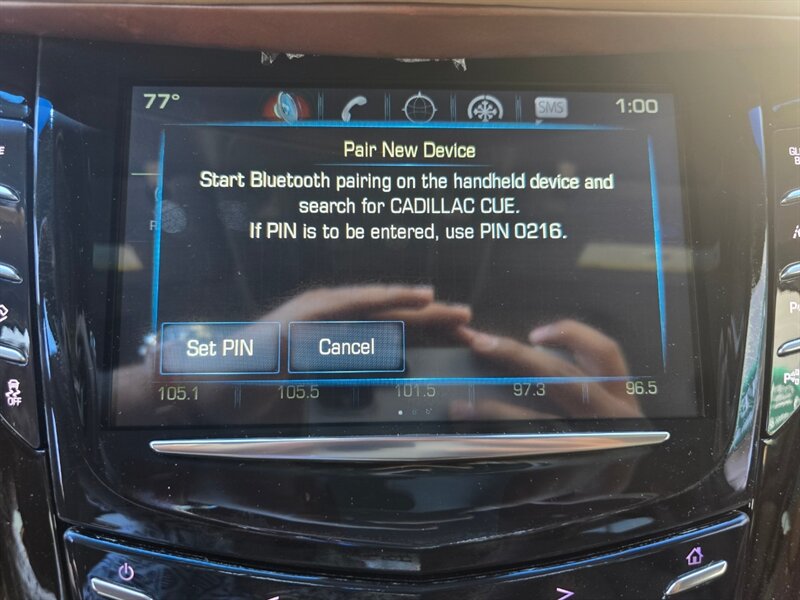 77°
SMS
1:00
Pair New Device
Start Bluetooth pairing on the handheld device and
search for CADILLAC CUE.
If PIN is to be entered, use PIN 0216.
Set PIN
Cancel
105.1
105.5
101.5
97.3
96.5
OFF